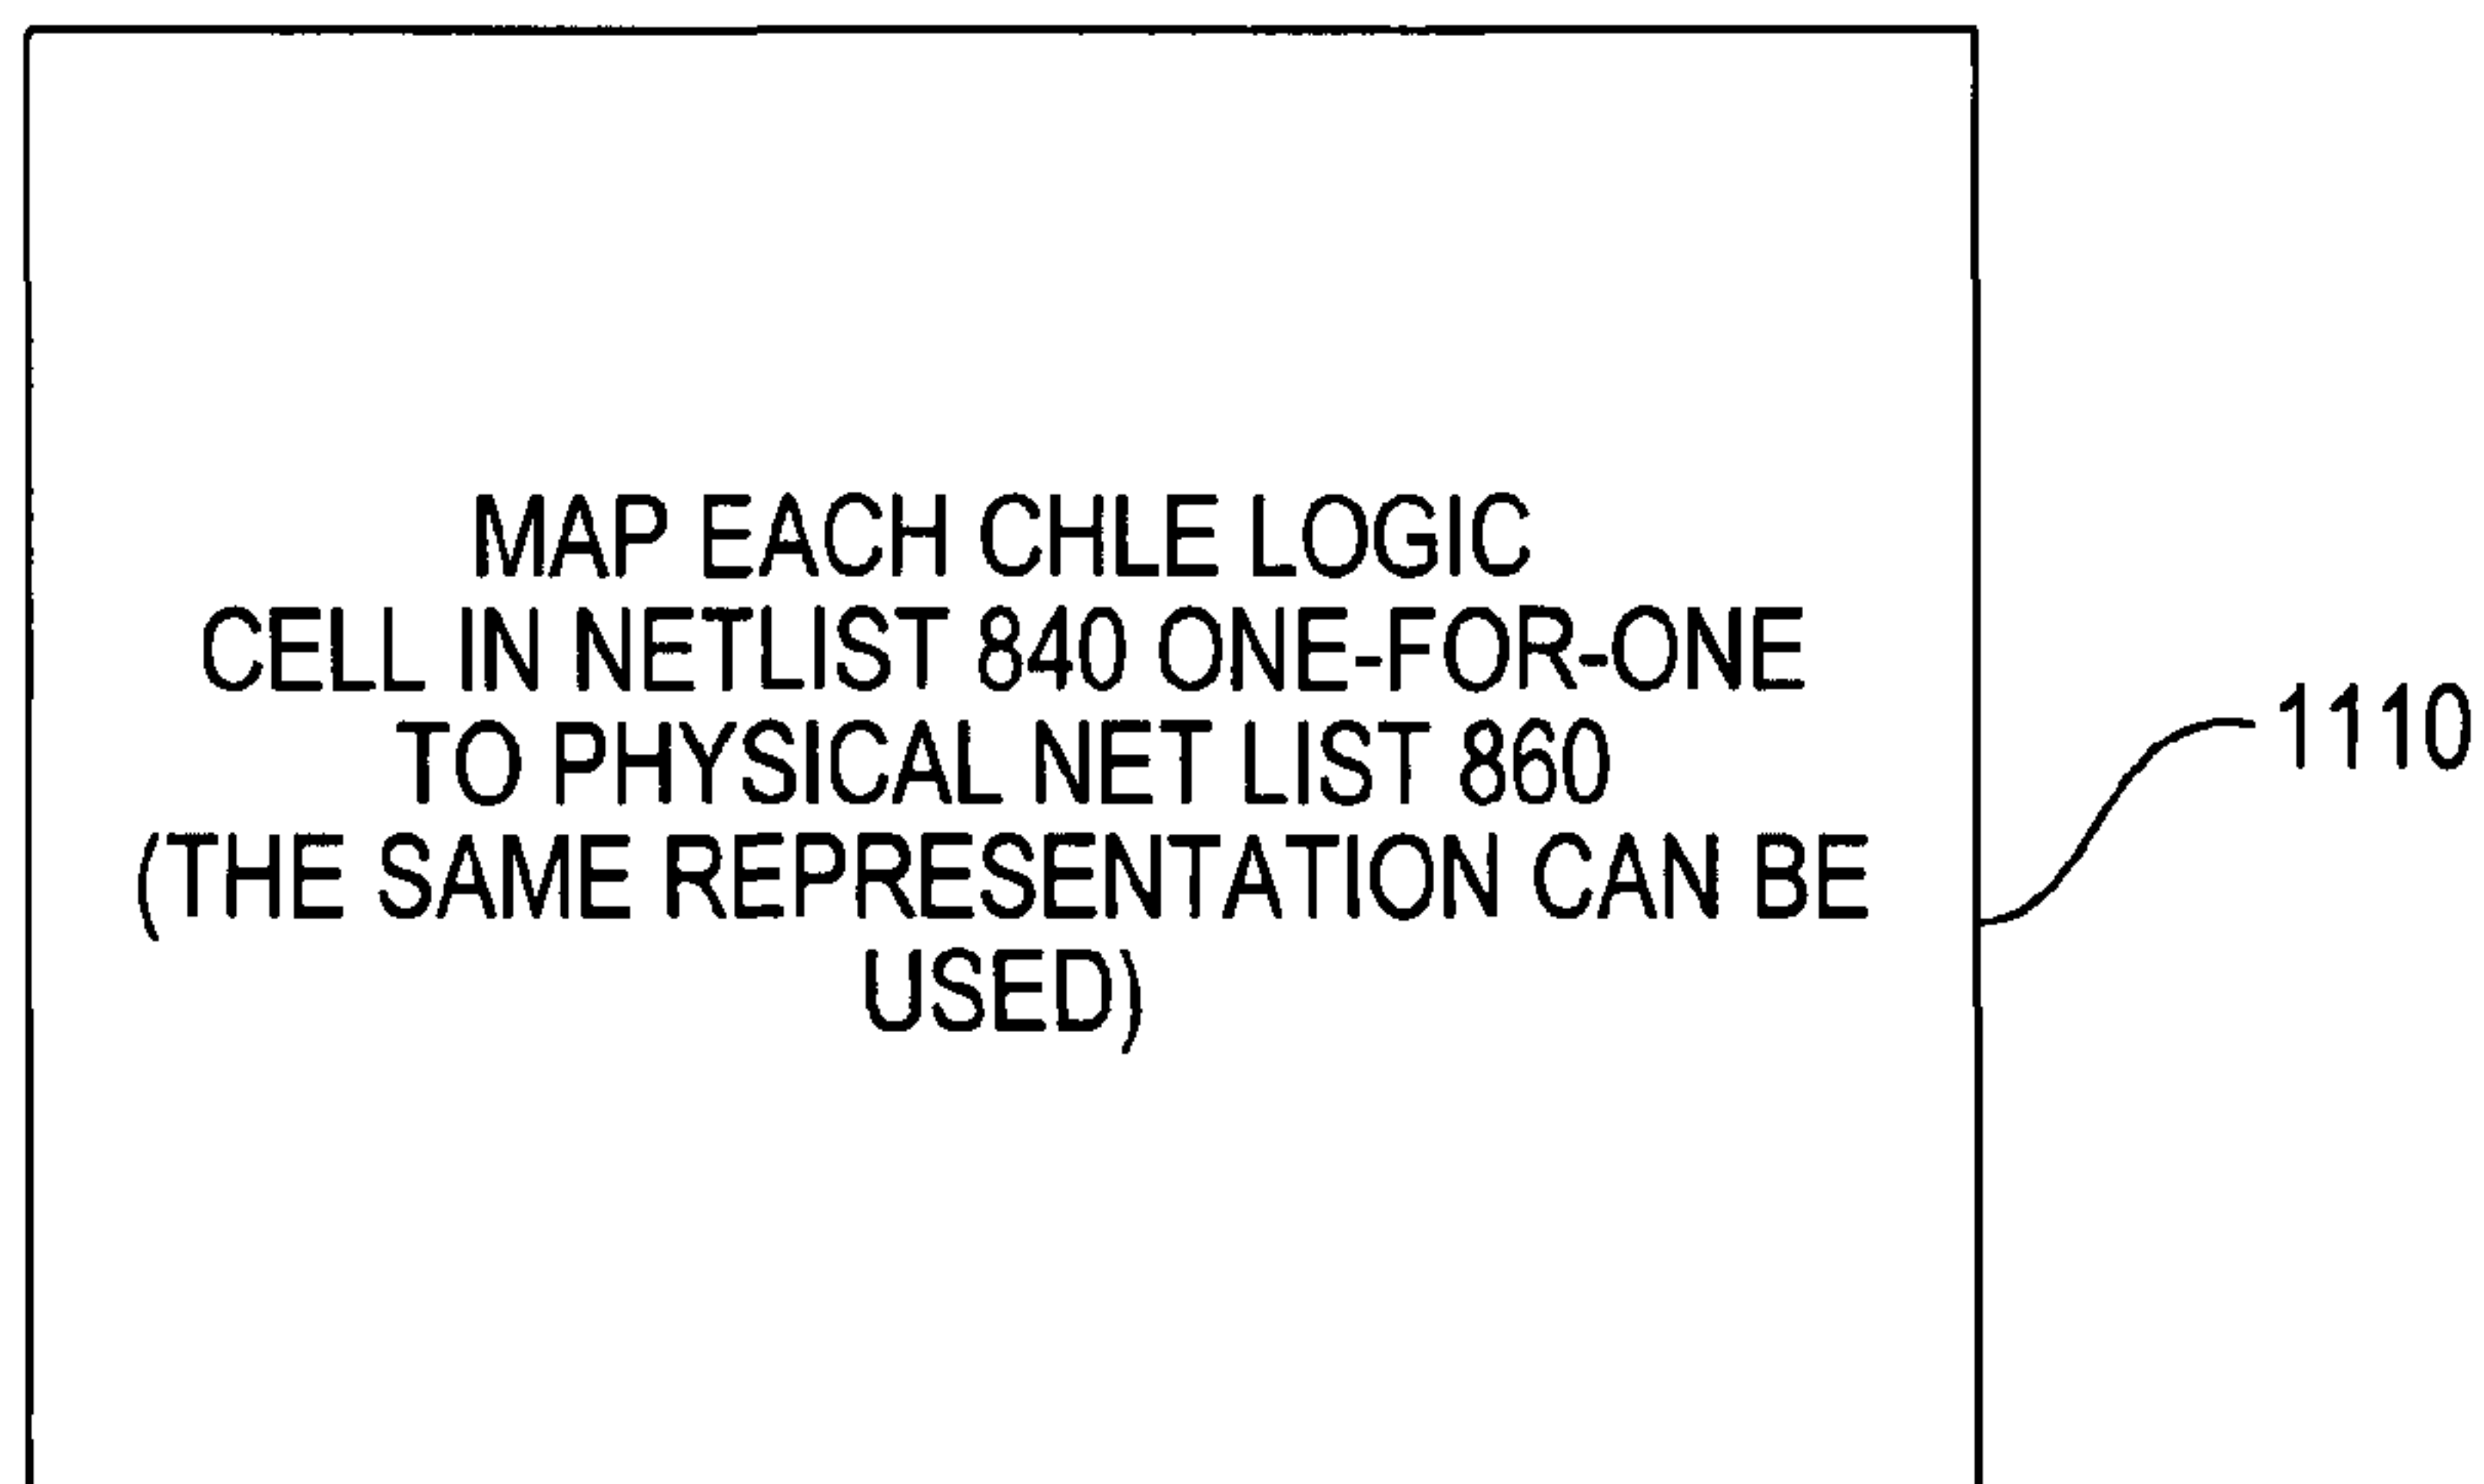 MAP EACH CHLE LOGIC
CELL IN NETLIST 840 ONE-FOR-ONE
TO PHYSICAL NET LIST 860
(THE SAME REPRESENTATION CAN BE
USED)
1110